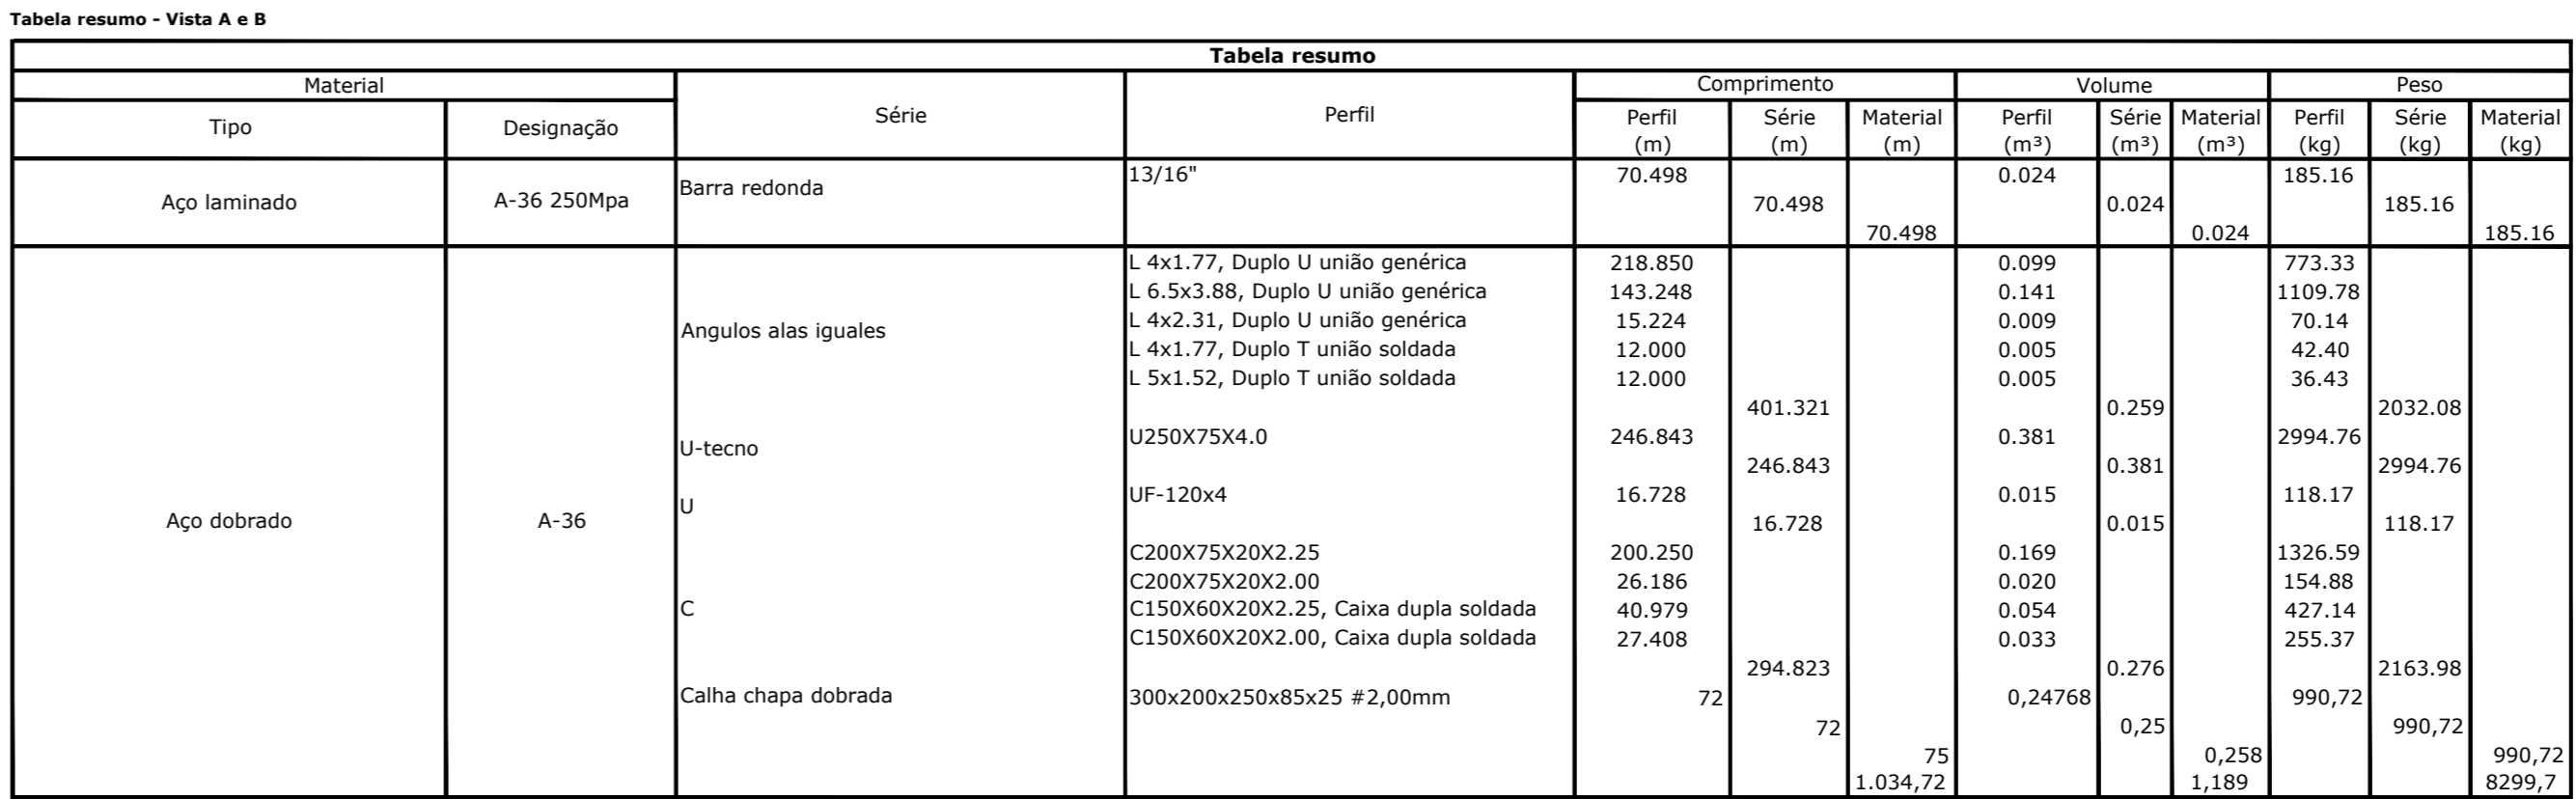 Tabela resumo - Vista A e B
Tabela resumo
Material Série Perfil Comprimento Volume Peso
Tipo Designação Perfil (m) Série (m) Material (m) Perfil (m³) Série (m³) Material (m³) Perfil (kg) Série (kg) Material (kg)
Aço laminado A-36 250Mpa Barra redonda 13/16" 70.498 0.024 185.16
70.498 0.024 185.16
70.498 0.024 185.16
Aço dobrado A-36 Angulos alas iguales L 4x1.77, Duplo U união genérica 218.850 0.099 773.33
L 6.5x3.88, Duplo U união genérica 143.248 0.141 1109.78
L 4x2.31, Duplo U união genérica 15.224 0.009 70.14
L 4x1.77, Duplo T união soldada 12.000 0.005 42.40
L 5x1.52, Duplo T união soldada 12.000 0.005 36.43
401.321 0.259 2032.08
U-tecno U250X75X4.0 246.843 0.381 2994.76
246.843 0.381 2994.76
U UF-120x4 16.728 0.015 118.17
16.728 0.015 118.17
C C200X75X20X2.25 200.250 0.169 1326.59
C200X75X20X2.00 26.186 0.020 154.88
C150X60X20X2.25, Caixa dupla soldada 40.979 0.054 427.14
C150X60X20X2.00, Caixa dupla soldada 27.408 0.033 255.37
294.823 0.276 2163.98
Calha chapa dobrada 300x200x250x85x25 #2,00mm 72 0,24768 990,72
72 0,25 990,72
75 0,258 990,72
1.034,72 1,189 8299,7